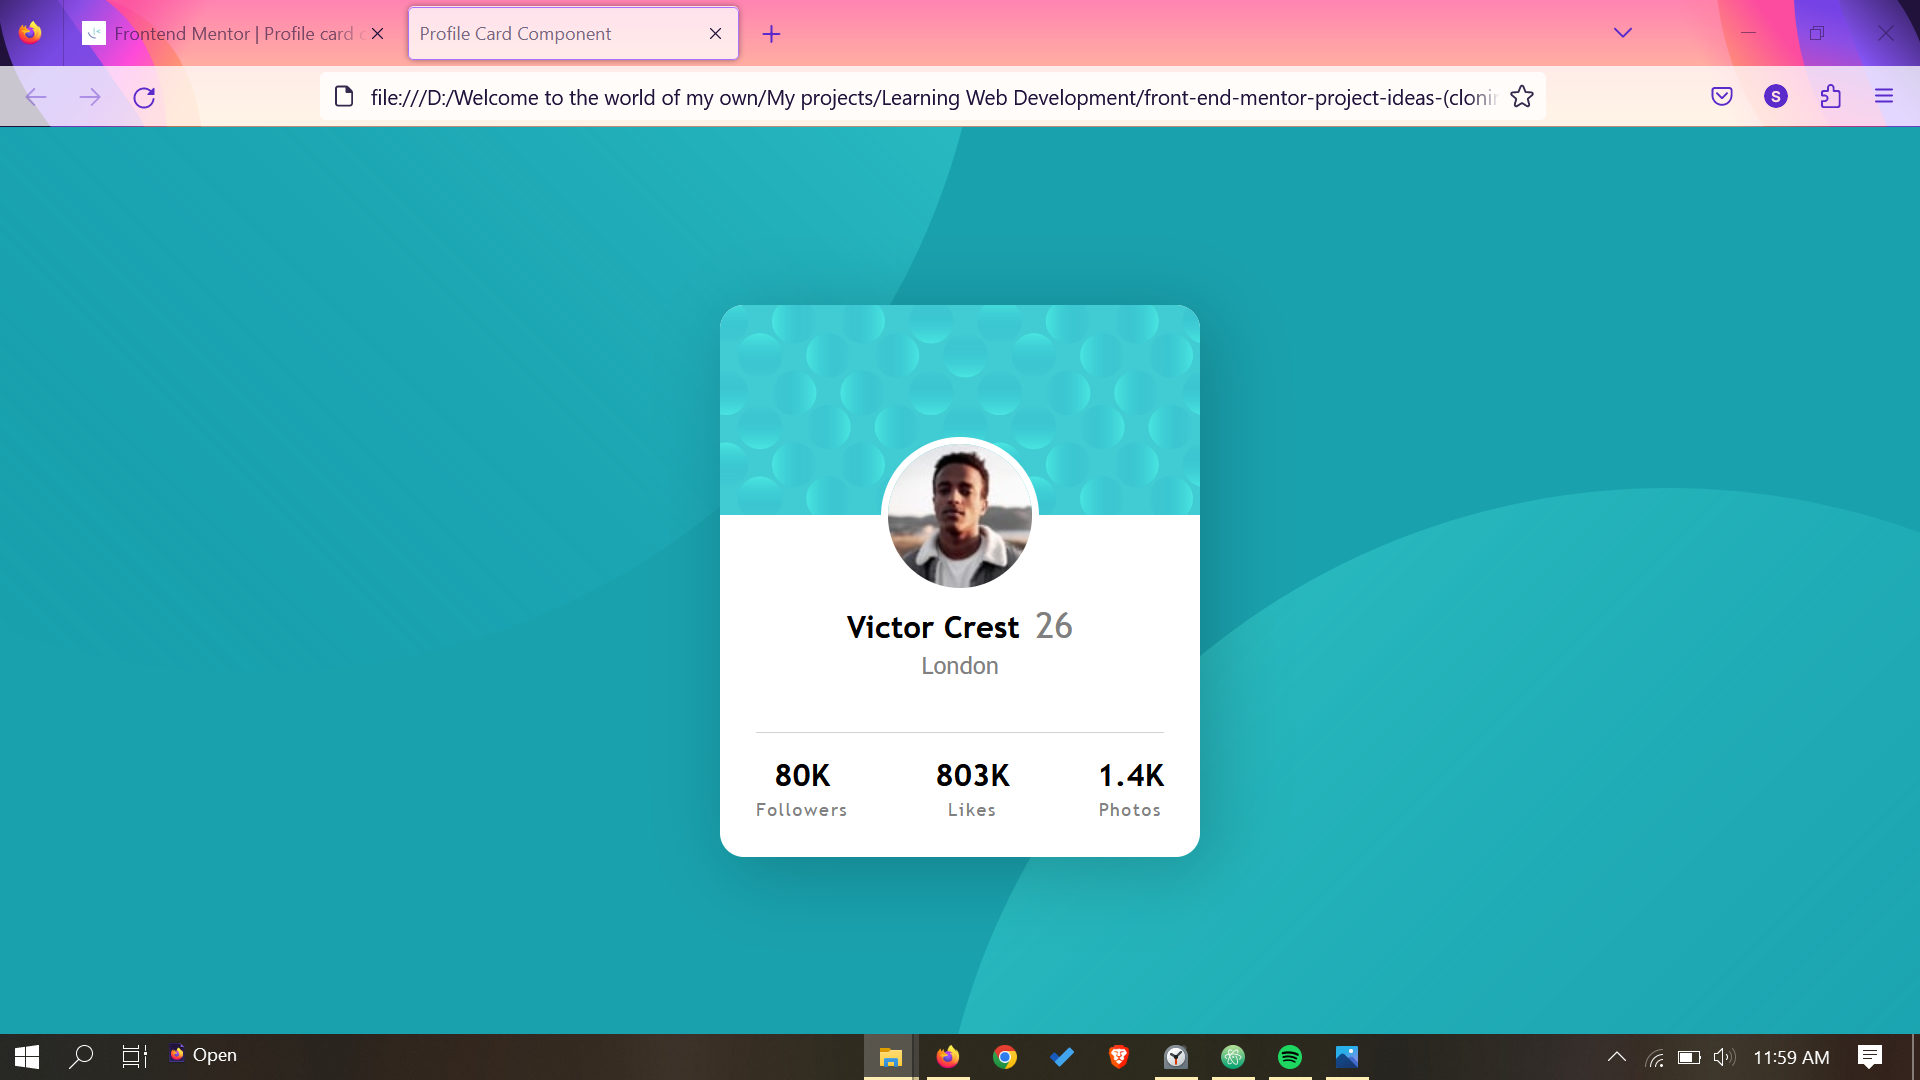 Frontend Mentor | Profile card c
Profile Card Component
file:///D:/Welcome to the world of my own/My projects/Learning Web Development/front-end-mentor-project-ideas-(clonin
S
Victor Crest 26
London
80K 803K 1.4K
Followers Likes Photos
Open
11:59 AM